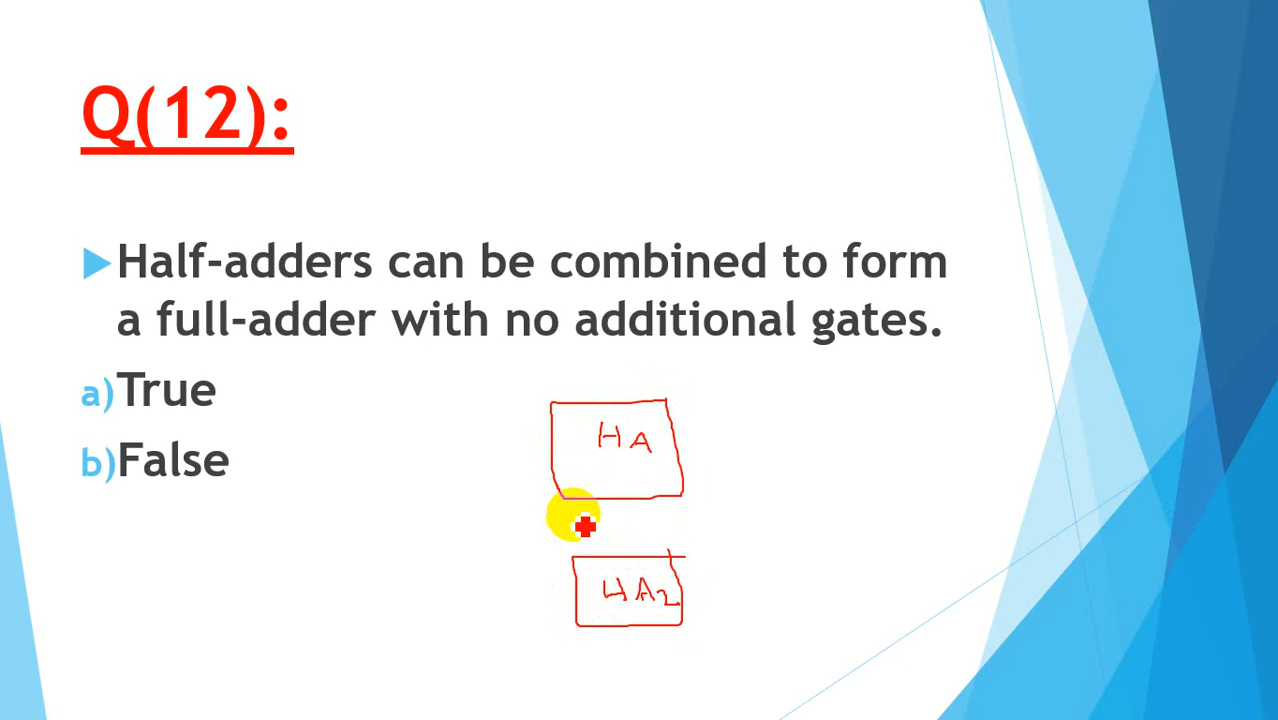 Q(12):
Half-adders can be combined to form
a full-adder with no additional gates.
a) True
b) False
HA
HA2